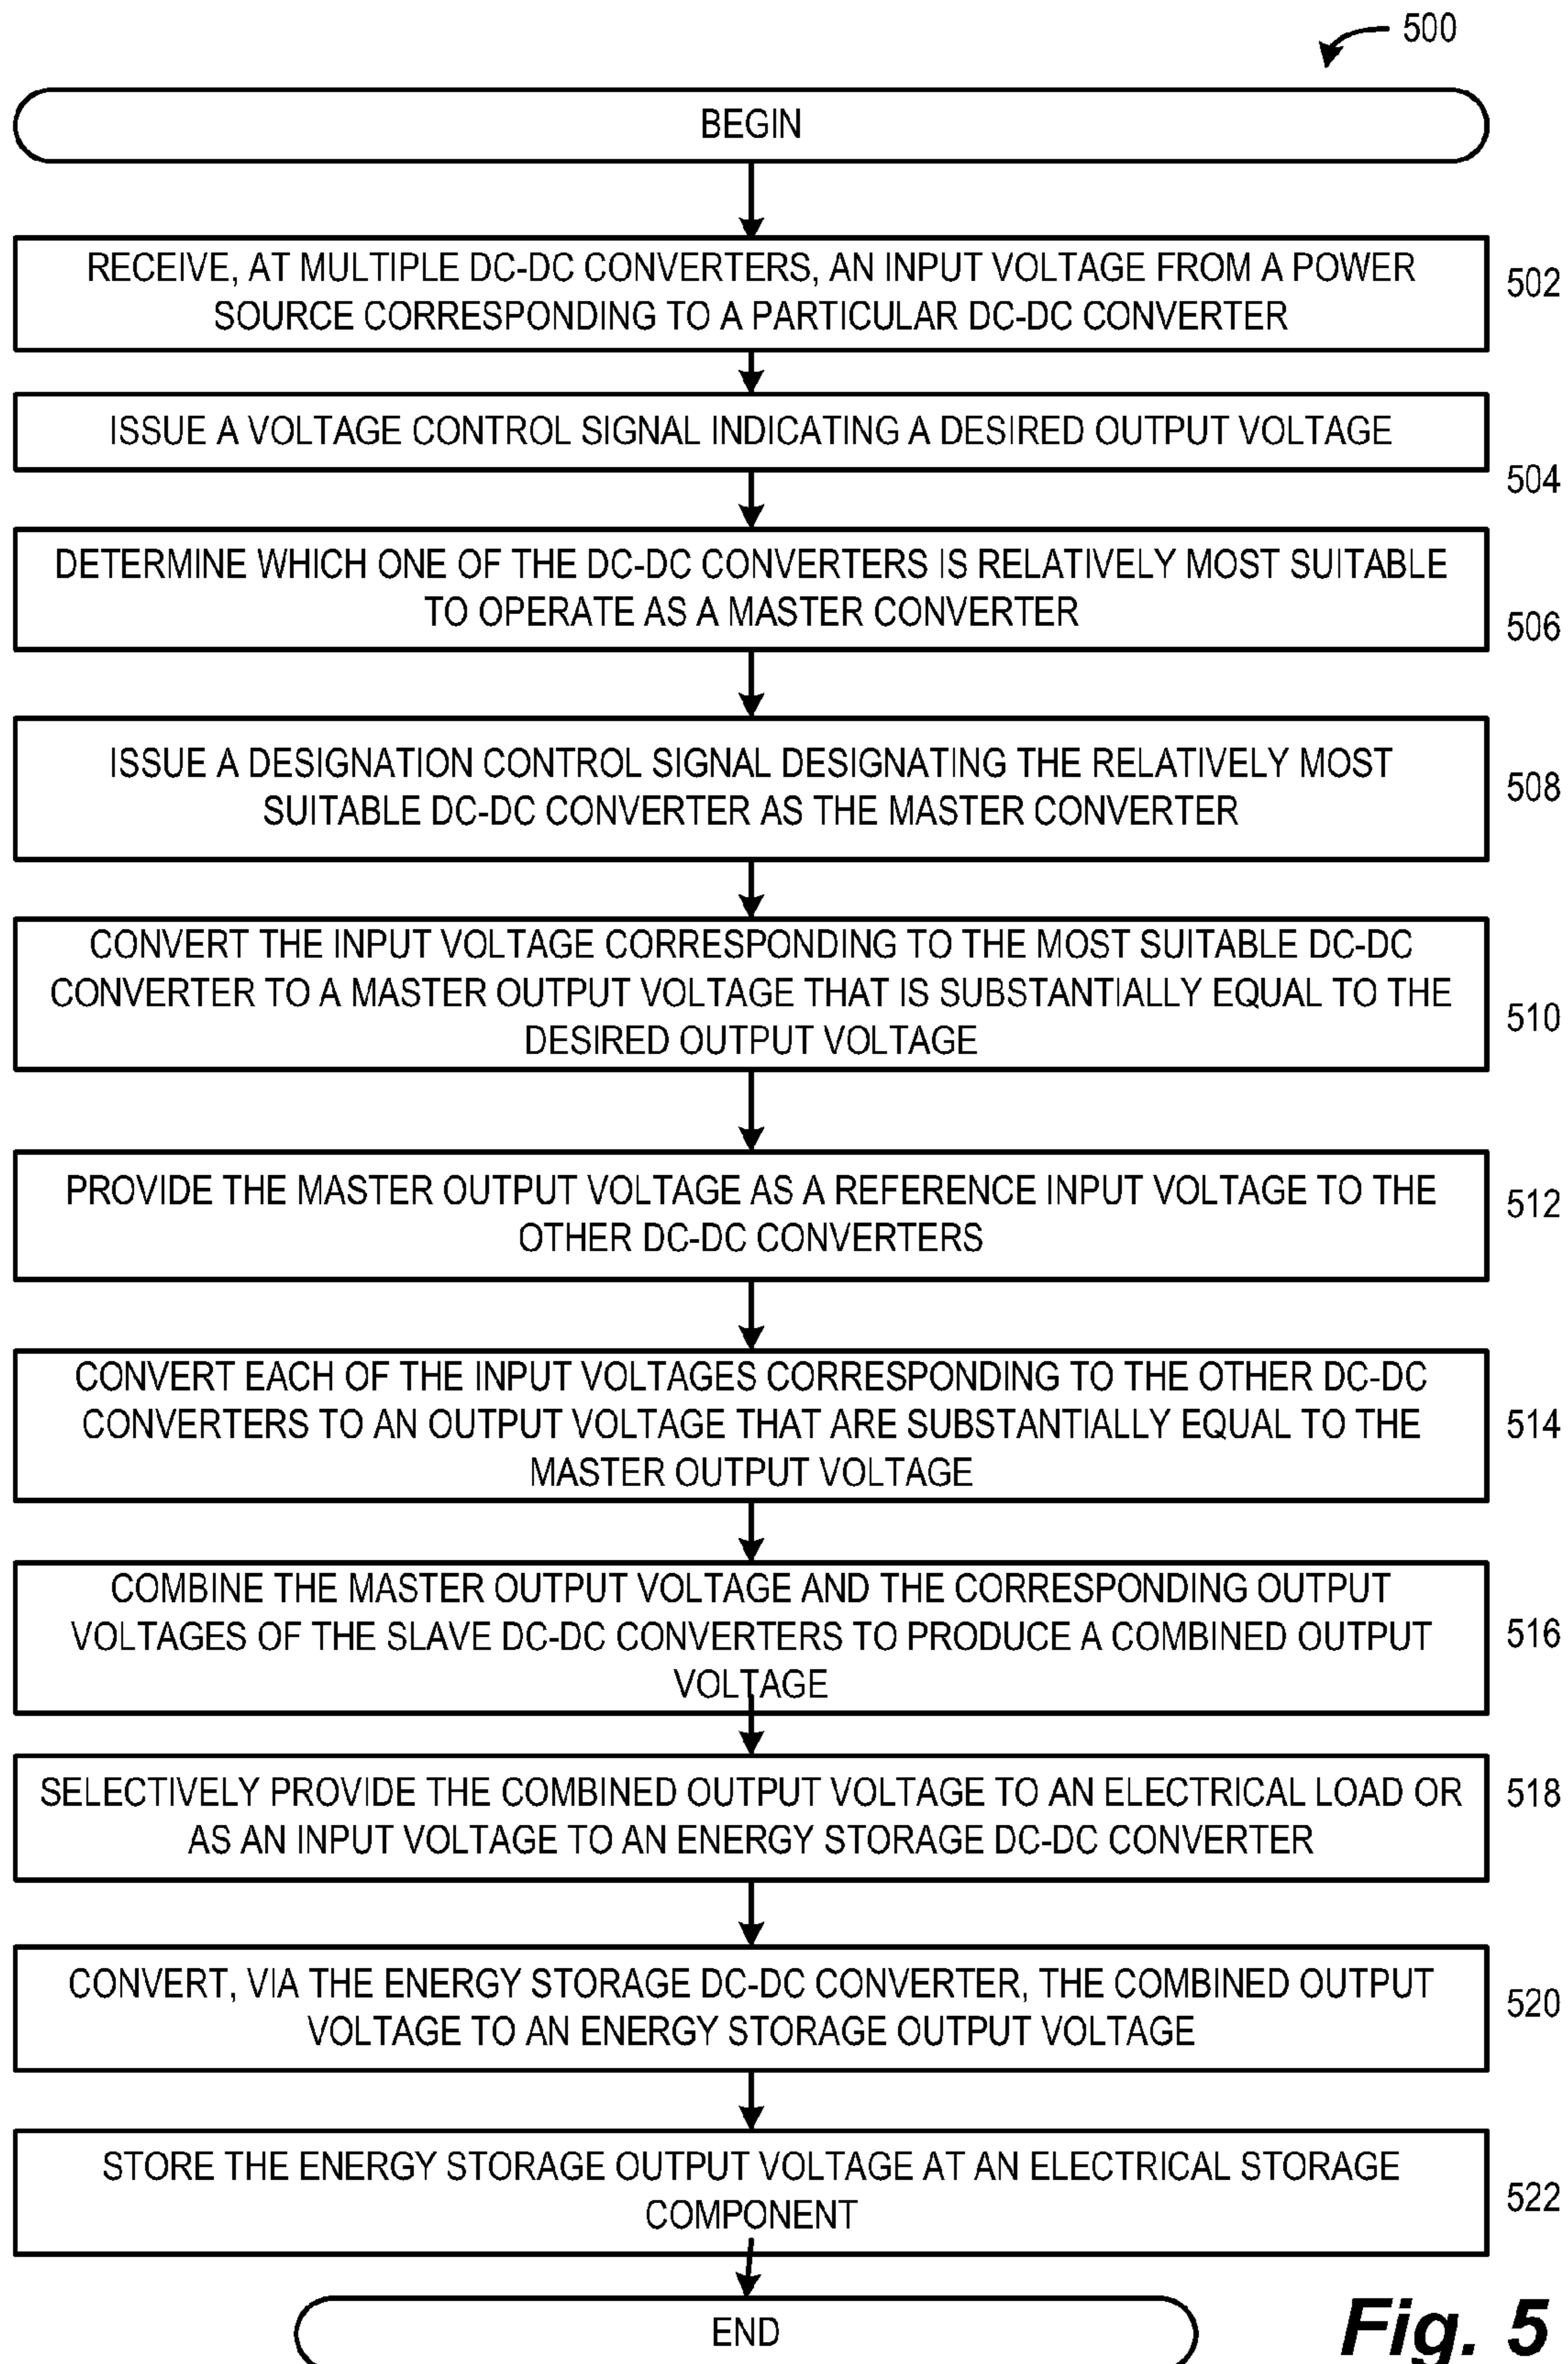 500
BEGIN
RECEIVE, AT MULTIPLE DC-DC CONVERTERS, AN INPUT VOLTAGE FROM A POWER
SOURCE CORRESPONDING TO A PARTICULAR DC-DC CONVERTER
502
ISSUE A VOLTAGE CONTROL SIGNAL INDICATING A DESIRED OUTPUT VOLTAGE
504
DETERMINE WHICH ONE OF THE DC-DC CONVERTERS IS RELATIVELY MOST SUITABLE
TO OPERATE AS A MASTER CONVERTER
506
ISSUE A DESIGNATION CONTROL SIGNAL DESIGNATING THE RELATIVELY MOST
SUITABLE DC-DC CONVERTER AS THE MASTER CONVERTER
508
CONVERT THE INPUT VOLTAGE CORRESPONDING TO THE MOST SUITABLE DC-DC
CONVERTER TO A MASTER OUTPUT VOLTAGE THAT IS SUBSTANTIALLY EQUAL TO THE
DESIRED OUTPUT VOLTAGE
510
PROVIDE THE MASTER OUTPUT VOLTAGE AS A REFERENCE INPUT VOLTAGE TO THE
OTHER DC-DC CONVERTERS
512
CONVERT EACH OF THE INPUT VOLTAGES CORRESPONDING TO THE OTHER DC-DC
CONVERTERS TO AN OUTPUT VOLTAGE THAT ARE SUBSTANTIALLY EQUAL TO THE
MASTER OUTPUT VOLTAGE
514
COMBINE THE MASTER OUTPUT VOLTAGE AND THE CORRESPONDING OUTPUT
VOLTAGES OF THE SLAVE DC-DC CONVERTERS TO PRODUCE A COMBINED OUTPUT
VOLTAGE
516
SELECTIVELY PROVIDE THE COMBINED OUTPUT VOLTAGE TO AN ELECTRICAL LOAD OR
AS AN INPUT VOLTAGE TO AN ENERGY STORAGE DC-DC CONVERTER
518
CONVERT, VIA THE ENERGY STORAGE DC-DC CONVERTER, THE COMBINED OUTPUT
VOLTAGE TO AN ENERGY STORAGE OUTPUT VOLTAGE
520
STORE THE ENERGY STORAGE OUTPUT VOLTAGE AT AN ELECTRICAL STORAGE
COMPONENT
522
END
Fig. 5